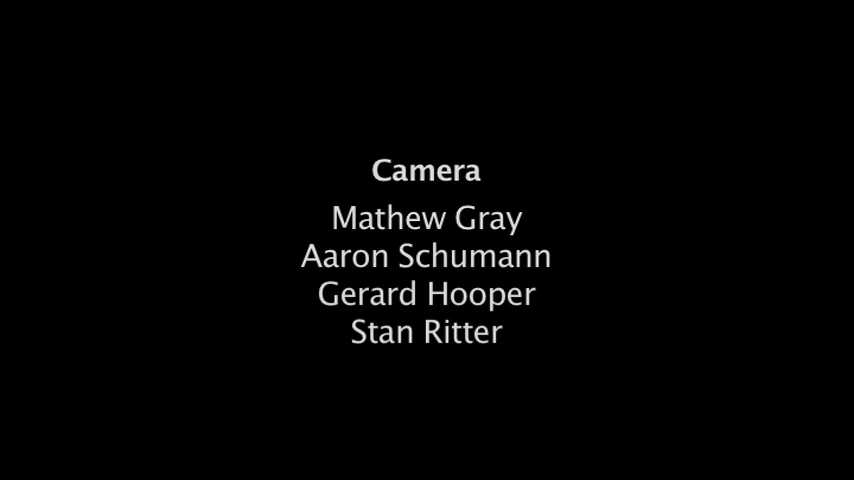 Camera
Mathew Gray
Aaron Schumann
Gerard Hooper
Stan Ritter